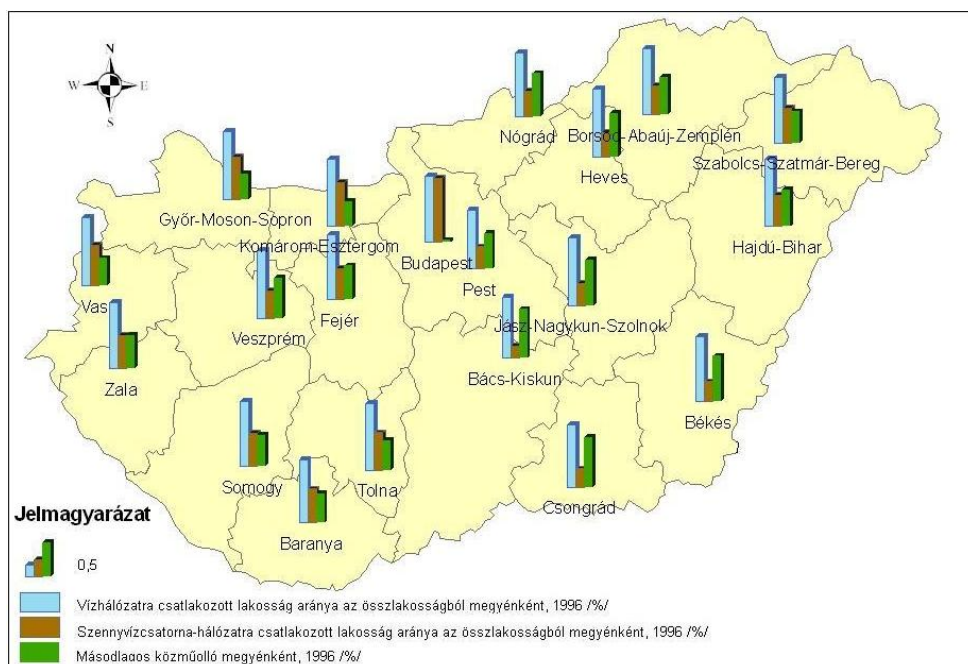 N
W E
S
Nógrád
Borsod-Abaúj-Zemplén
Szabolcs-Szatmár-Bereg
Heves
Győr-Moson-Sopron
Komárom-Esztergom
Budapest
Pest
Hajdú-Bihar
Vas
Veszprém
Fejér
Jász-Nagykun-Szolnok
Zala
Bács-Kiskun
Békés
Somogy
Tolna
Csongrád
Baranya
Jelmagyarázat
0,5
Vízhálózatra csatlakozott lakosság aránya az összlakosságból megyénként, 1996 /%/
Szennyvízcsatorna-hálózatra csatlakozott lakosság aránya az összlakosságból megyénként, 1996 /%/
Másodlagos közműolló megyénként, 1996 /%/